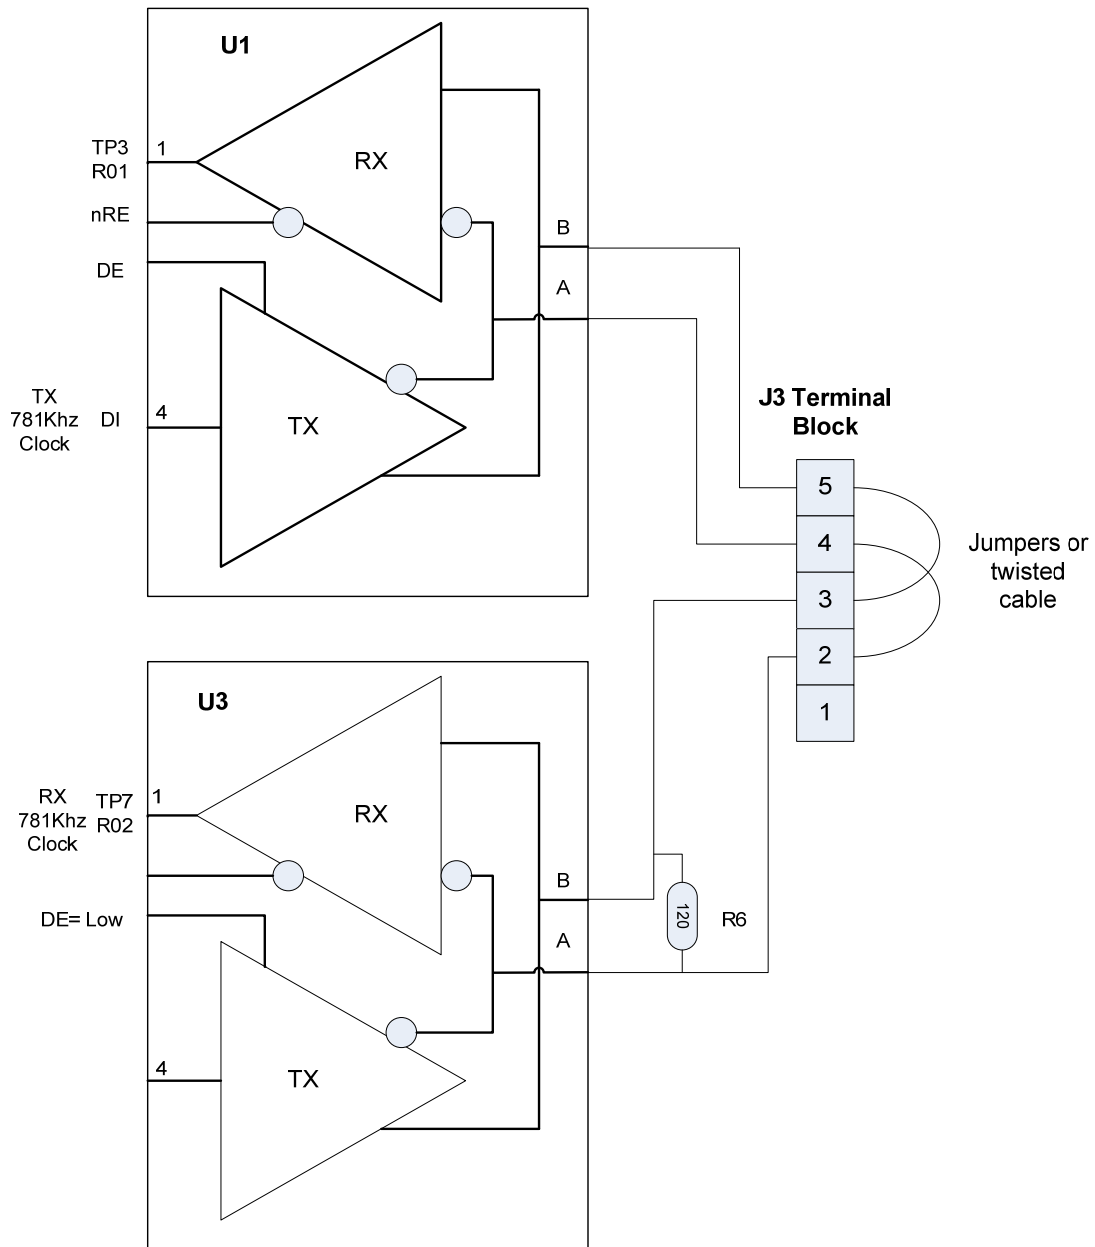 U1
RX
TP3
R01
1
nRE
DE
B
A
TX
781Khz
Clock
DI
4
TX
J3 Terminal
Block
5
4
3
2
1
Jumpers or
twisted
cable
U3
RX
RX
781Khz
Clock
TP7
R02
1
DE= Low
B
A
120
R6
4
TX